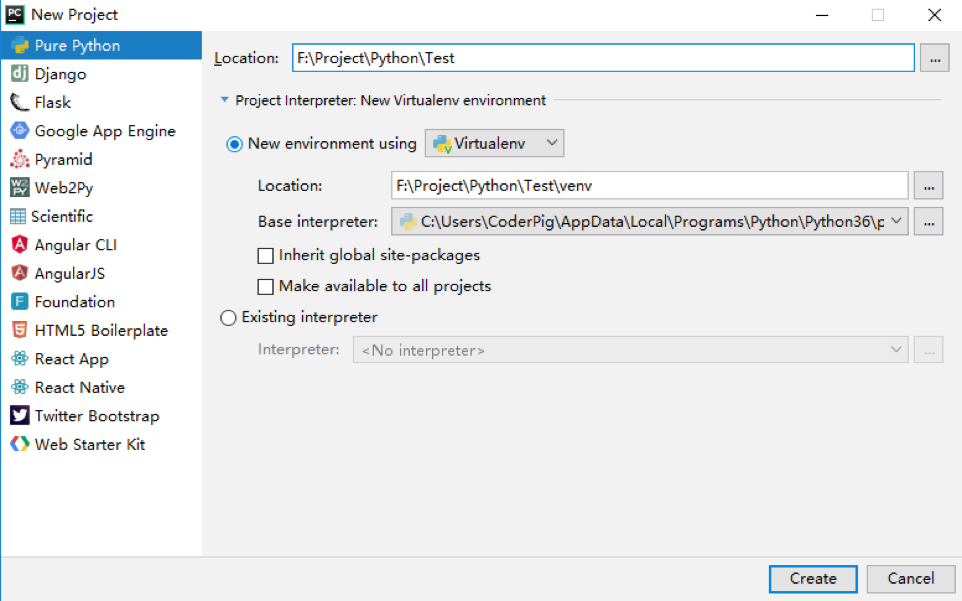 PC New Project
Pure Python
Django
Flask
Google App Engine
Pyramid
Web2Py
Scientific
Angular CLI
AngularJS
Foundation
HTML5 Boilerplate
React App
React Native
Twitter Bootstrap
Web Starter Kit
Location: F:\Project\Python\Test ...
Project Interpreter: New Virtualenv environment
New environment using Virtualenv
Location: F:\Project\Python\Test\venv ...
Base interpreter: C:\Users\CoderPig\AppData\Local\Programs\Python\Python36\p ...
Inherit global site-packages
Make available to all projects
Existing interpreter
Interpreter: <No interpreter> ...
Create Cancel